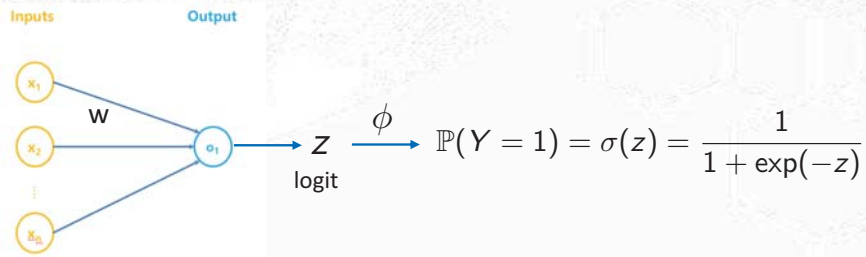 Inputs Output
x₁
w
x₂
o₁
z
logit
ϕ
ℙ(Y = 1) = σ(z) = 1 / (1 + exp(−z))
⋮
xₙ